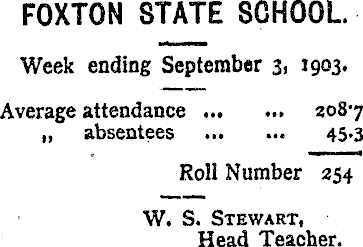 FOXTON STATE SCHOOL.
Week ending September 3, 1903.
Average attendance ... ... 208·7
„ absentees ... ... 45·3
Roll Number 254
W. S. STEWART,
Head Teacher.